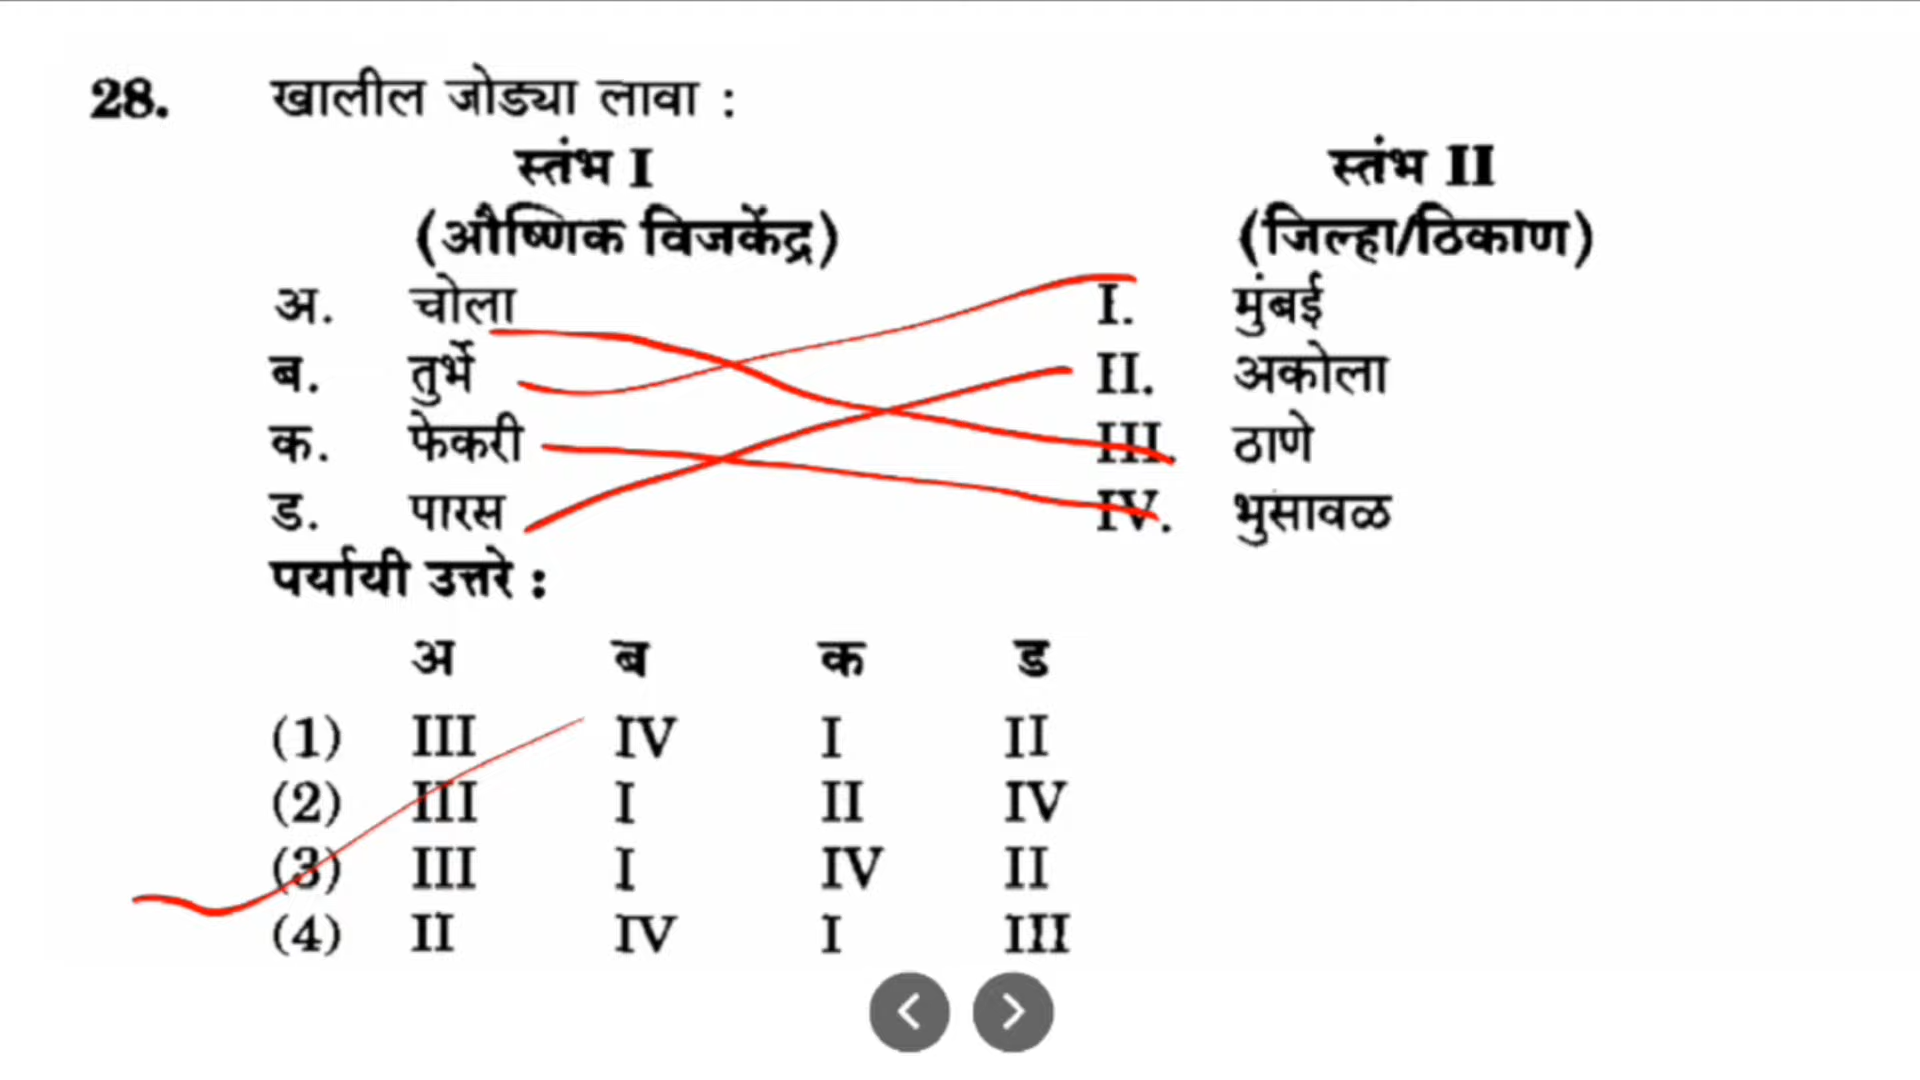 28. खालील जोड्या लावा :
स्तंभ I स्तंभ II
(औष्णिक विजकेंद्र) (जिल्हा/ठिकाण)
अ. चोला I. मुंबई
ब. तुर्भे II. अकोला
क. फेकरी III. ठाणे
ड. पारस IV. भुसावळ
पर्यायी उत्तरे :
अ ब क ड
(1) III IV I II
(2) III I II IV
(3) III I IV II
(4) II IV I III